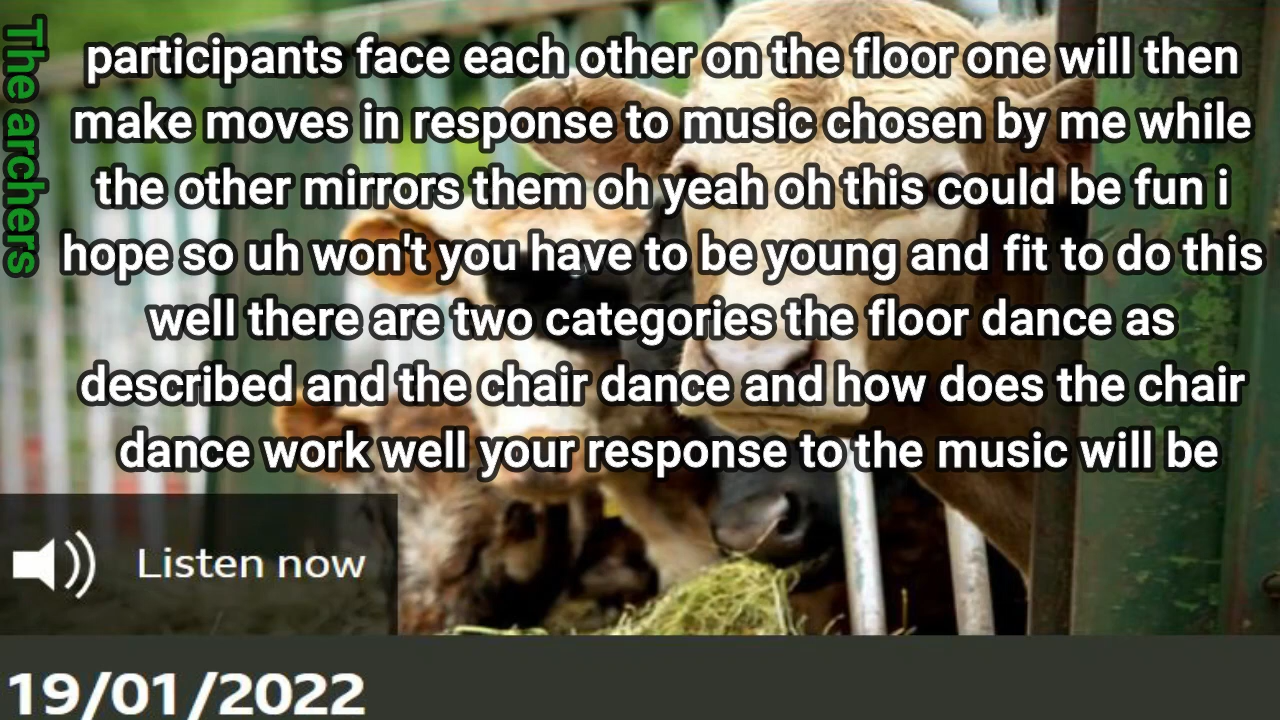 The archers
participants face each other on the floor one will then
make moves in response to music chosen by me while
the other mirrors them oh yeah oh this could be fun i
hope so uh won't you have to be young and fit to do this
well there are two categories the floor dance as
described and the chair dance and how does the chair
dance work well your response to the music will be
Listen now
19/01/2022